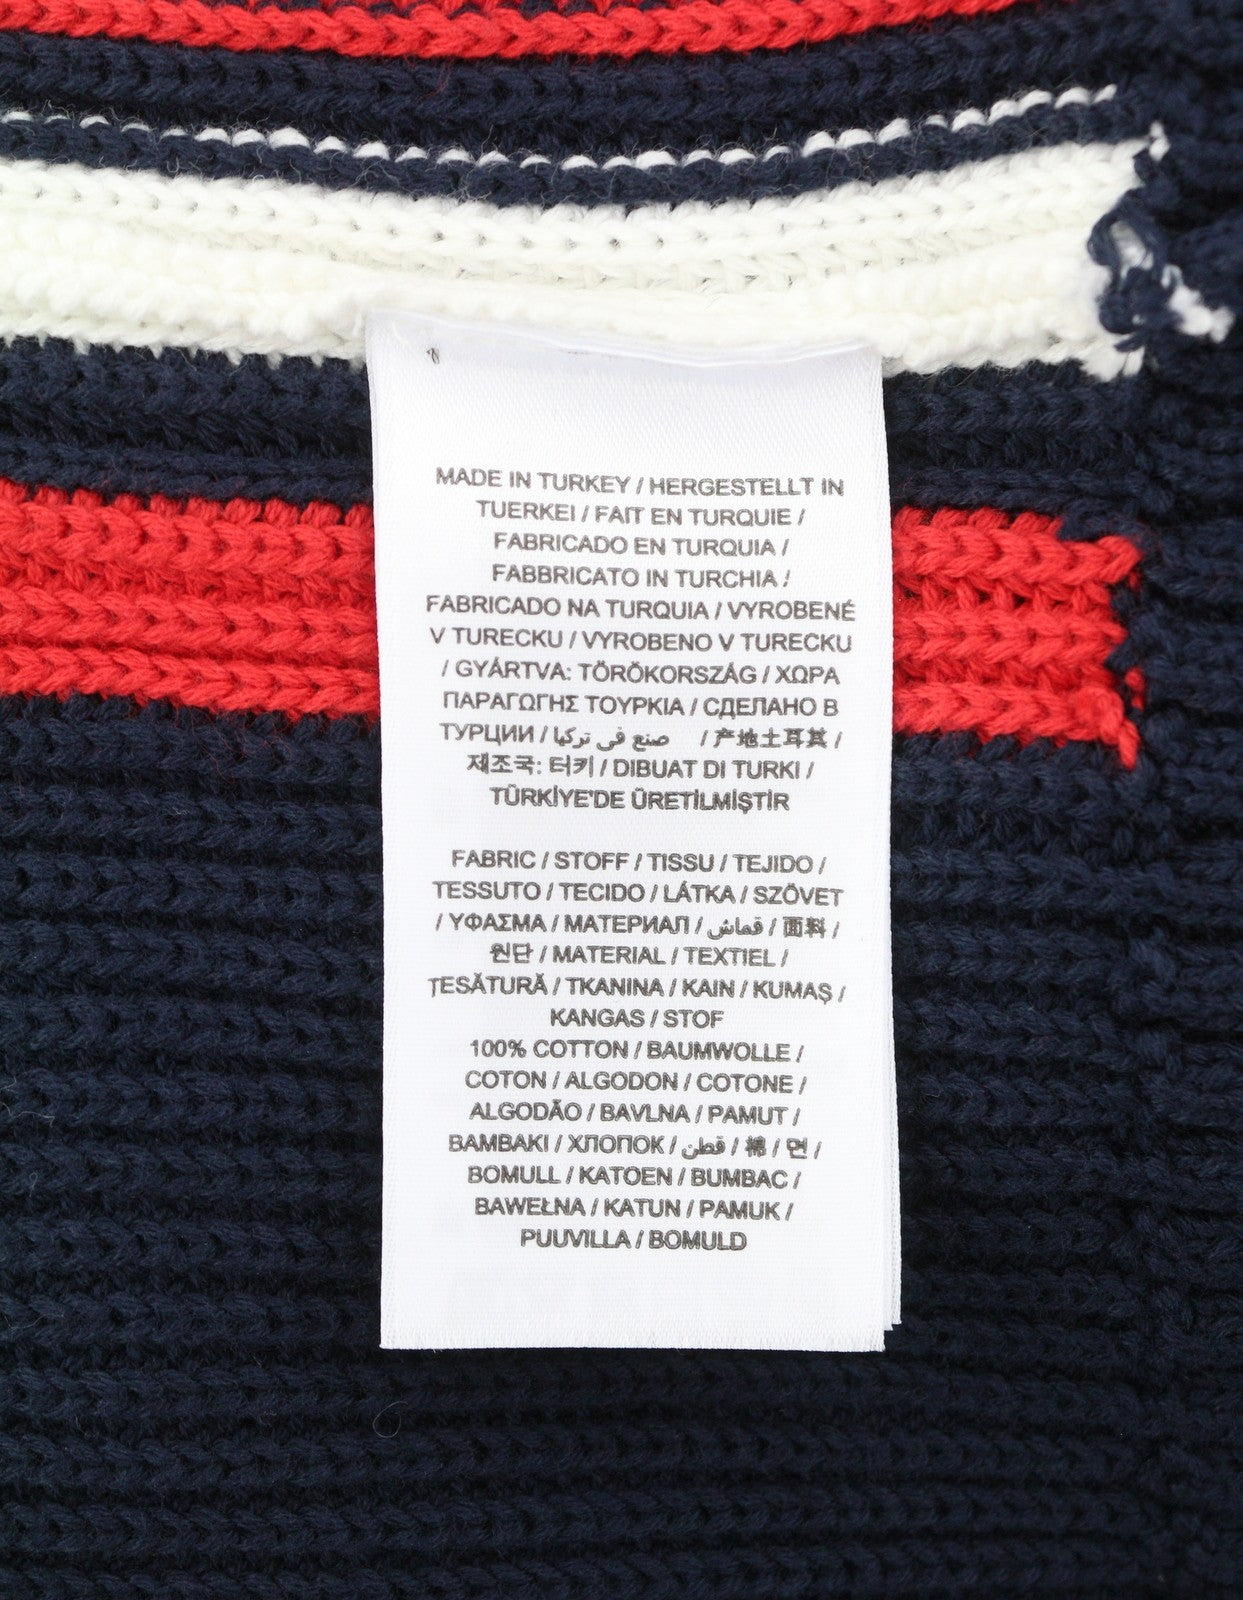 MADE IN TURKEY / HERGESTELLT IN
TUERKEI / FAIT EN TURQUIE /
FABRICADO EN TURQUIA /
FABBRICATO IN TURCHIA /
FABRICADO NA TURQUIA / VYROBENÉ
V TURECKU / VYROBENO V TURECKU
/ GYÁRTVA: TÖRÖKORSZÁG / ΧΩΡΑ
ΠΑΡΑΓΩΓΗΣ ΤΟΥΡΚΙΑ / СДЕЛАНО В
ТУРЦИИ / صنع في تركيا / 产地土耳其 /
제조국: 터키 / DIBUAT DI TURKI /
TÜRKİYE'DE ÜRETİLMİŞTİR
FABRIC / STOFF / TISSU / TEJIDO /
TESSUTO / TECIDO / LÁTKA / SZÖVET
/ ΥΦΑΣΜΑ / МАТЕРИАЛ / قماش / 面料 /
원단 / MATERIAL / TEXTIEL /
ȚESĂTURĂ / TKANINA / KAIN / KUMAŞ /
KANGAS / STOF
100% COTTON / BAUMWOLLE /
COTON / ALGODON / COTONE /
ALGODÃO / BAVLNA / PAMUT /
ΒΑΜΒΑΚΙ / ХЛОПОК / قطن / 棉 / 면 /
BOMULL / KATOEN / BUMBAC /
BAWEŁNA / KATUN / PAMUK /
PUUVILLA / BOMULD